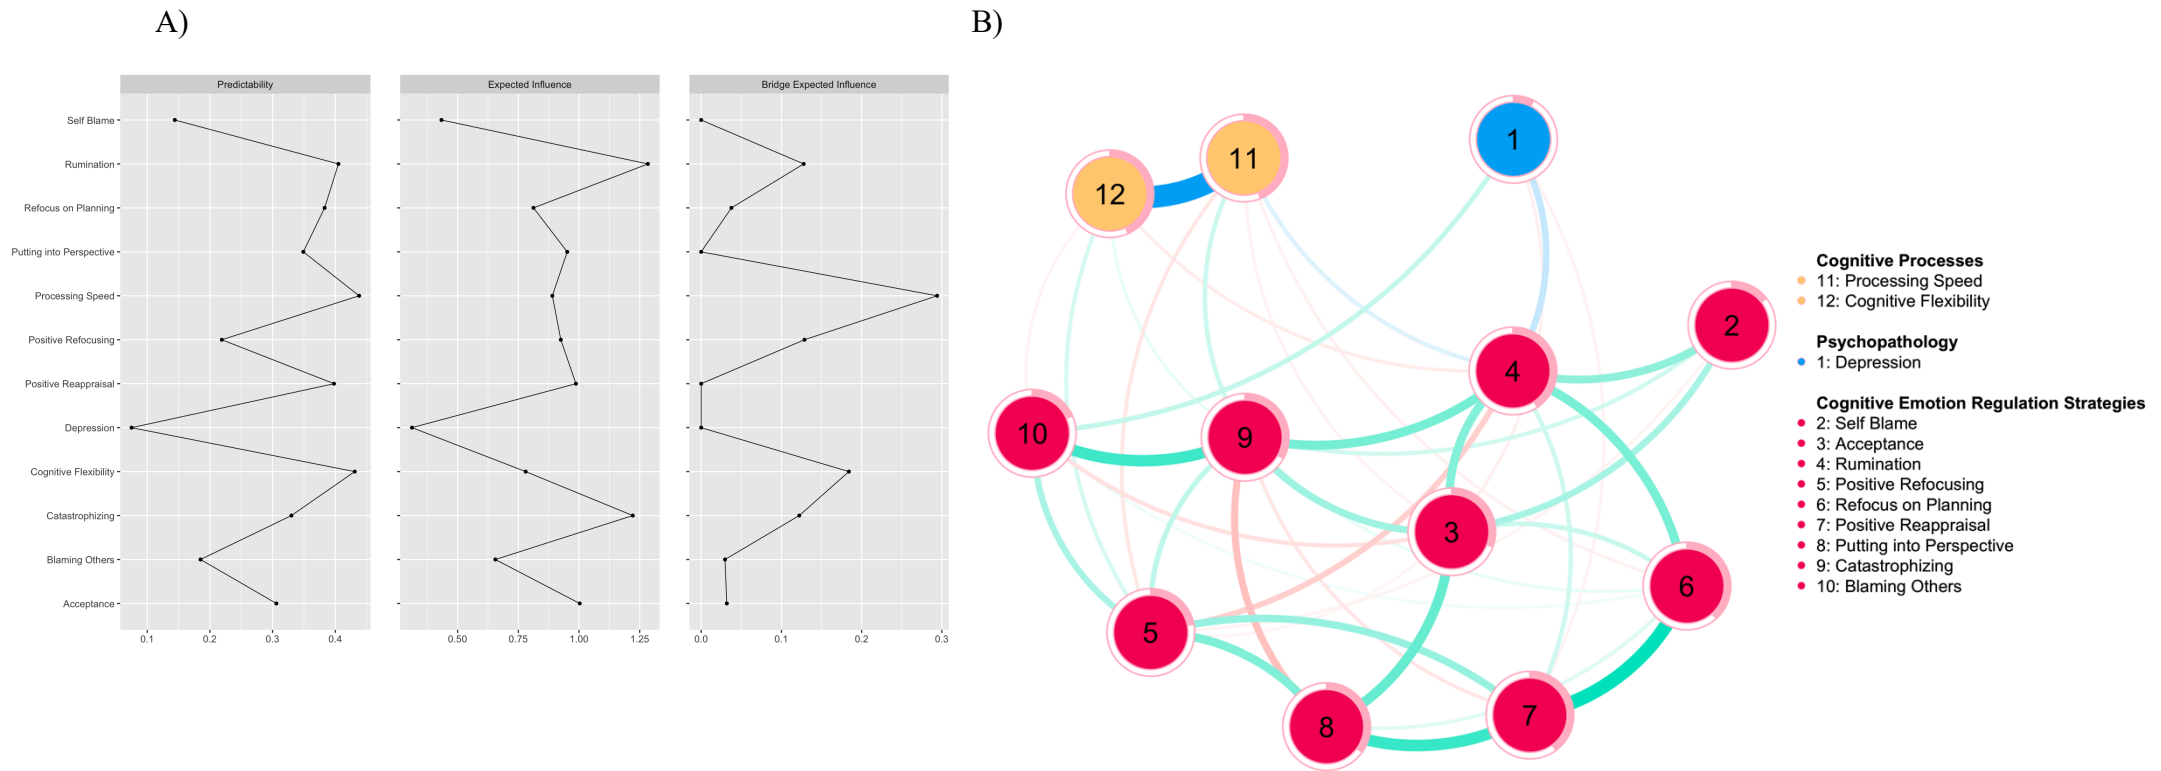 A)
B)
Predictability
Expected Influence
Bridge Expected Influence
Self Blame
Rumination
Refocus on Planning
Putting into Perspective
Processing Speed
Positive Refocusing
Positive Reappraisal
Depression
Cognitive Flexibility
Catastrophizing
Blaming Others
Acceptance
0.1 0.2 0.3 0.4
0.50 0.75 1.00 1.25
0.0 0.1 0.2 0.3
1
11
12
2
4
10
9
3
6
5
7
8
Cognitive Processes
11: Processing Speed
12: Cognitive Flexibility
Psychopathology
1: Depression
Cognitive Emotion Regulation Strategies
2: Self Blame
3: Acceptance
4: Rumination
5: Positive Refocusing
6: Refocus on Planning
7: Positive Reappraisal
8: Putting into Perspective
9: Catastrophizing
10: Blaming Others